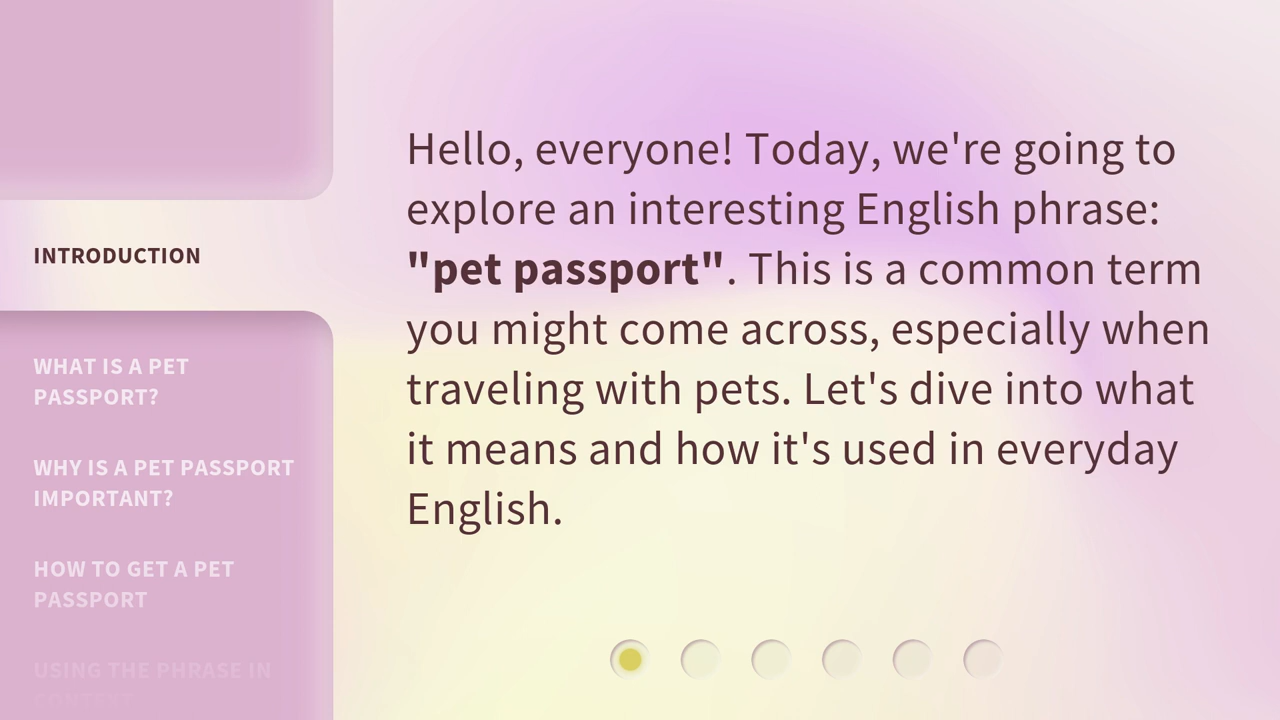 INTRODUCTION
WHAT IS A PET
PASSPORT?
WHY IS A PET PASSPORT
IMPORTANT?
HOW TO GET A PET
PASSPORT
USING THE PHRASE IN
CONTENT
Hello, everyone! Today, we're going to
explore an interesting English phrase:
"pet passport". This is a common term
you might come across, especially when
traveling with pets. Let's dive into what
it means and how it's used in everyday
English.